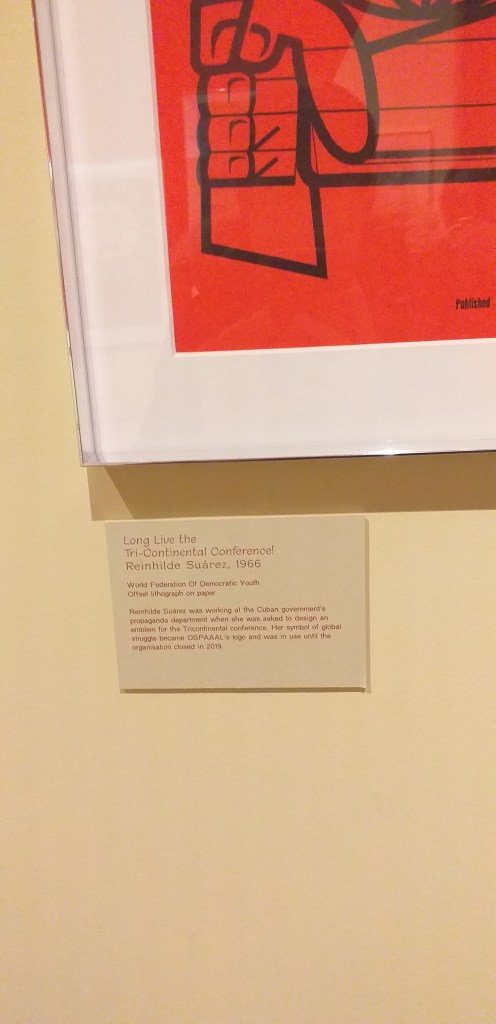 Published
Long Live the
Tri-Continental Conference!
Reinhilde Suárez, 1966
World Federation Of Democratic Youth
Offset lithograph on paper
Reinhilde Suárez was working at the Cuban government's
propaganda department when she was asked to design an
emblem for the Tricontinental conference. Her symbol of global
struggle became OSPAAAL's logo and was in use until the
organisation closed in 2019.